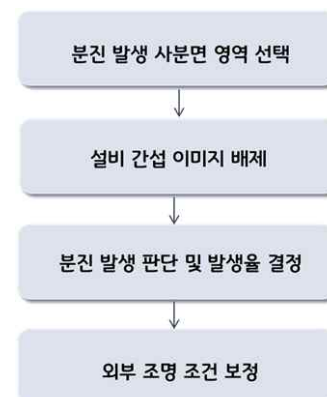 분진 발생 사분면 영역 선택
설비 간섭 이미지 배제
분진 발생 판단 및 발생율 결정
외부 조명 조건 보정